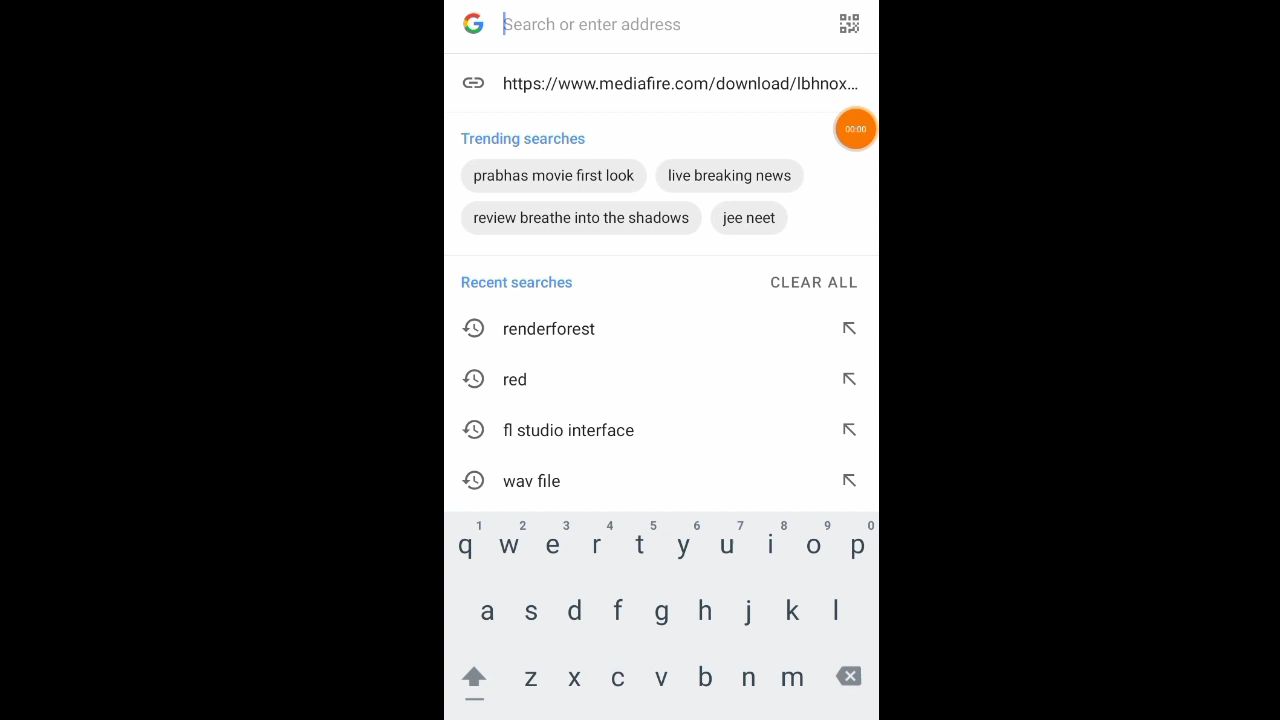 Search or enter address
https://www.mediafire.com/download/lbhnox...
00:00
Trending searches
prabhas movie first look live breaking news
review breathe into the shadows jee neet
Recent searches CLEAR ALL
renderforest
red
fl studio interface
wav file
1 2 3 4 5 6 7 8 9 0
q w e r t y u i o p
a s d f g h j k l
z x c v b n m